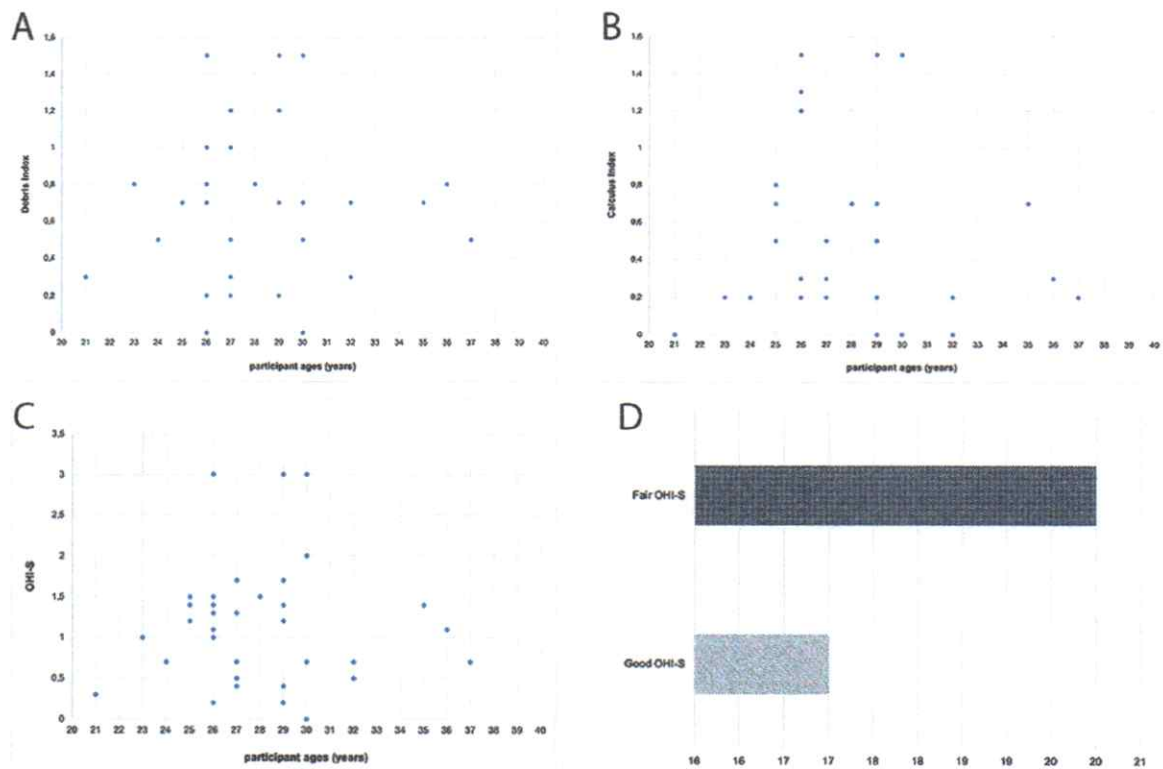 A
1,6
1,4
1,2
1
0,8
0,6
0,4
0,2
0
Debris Index
20 21 22 23 24 25 26 27 28 29 30 31 32 33 34 35 36 37 38 39 40
participant ages (years)
B
1,6
1,4
1,2
1
0,8
0,6
0,4
0,2
0
Calculus Index
20 21 22 23 24 25 26 27 28 29 30 31 32 33 34 35 36 37 38 39 40
participant ages (years)
C
3,5
3
2,5
2
1,5
1
0,5
0
OHI-S
20 21 22 23 24 25 26 27 28 29 30 31 32 33 34 35 36 37 38 39 40
participant ages (years)
D
Fair OHI-S
Good OHI-S
16 16 17 17 18 18 19 19 20 20 21